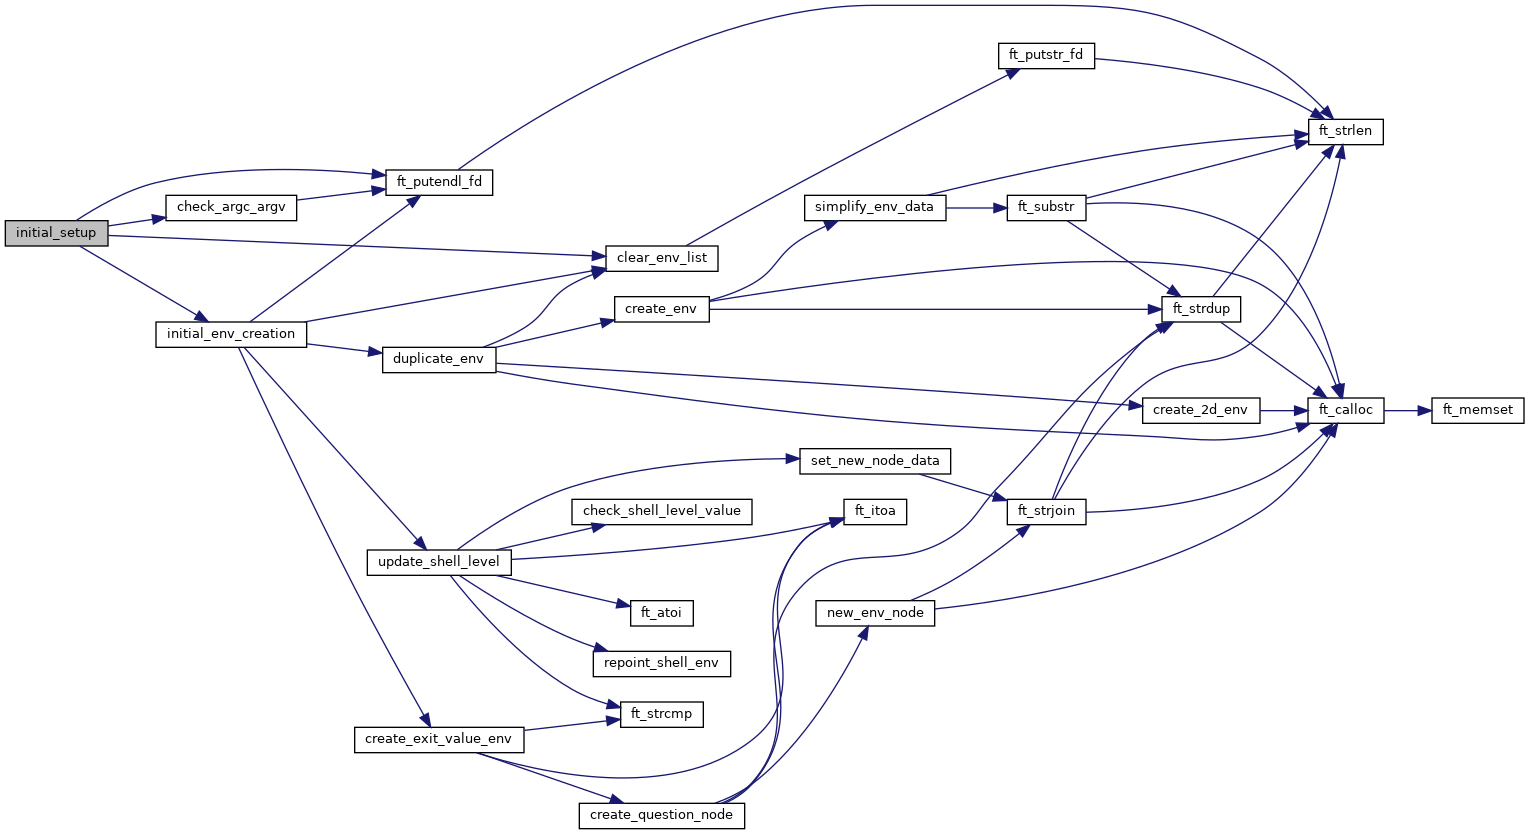 initial_setup
check_argc_argv
ft_putendl_fd
initial_env_creation
clear_env_list
duplicate_env
create_env
simplify_env_data
ft_putstr_fd
ft_substr
ft_strlen
ft_strdup
create_2d_env
ft_calloc
ft_memset
set_new_node_data
check_shell_level_value
ft_itoa
ft_strjoin
update_shell_level
ft_atoi
new_env_node
repoint_shell_env
ft_strcmp
create_exit_value_env
create_question_node